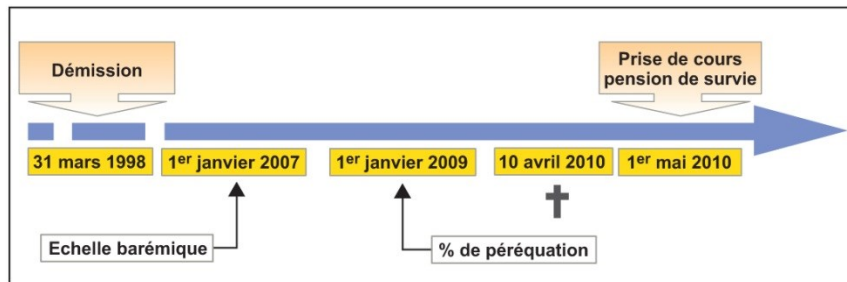 Démission
Prise de cours
pension de survie
31 mars 1998
1er janvier 2007
1er janvier 2009
10 avril 2010
1er mai 2010
Echelle barémique
% de péréquation